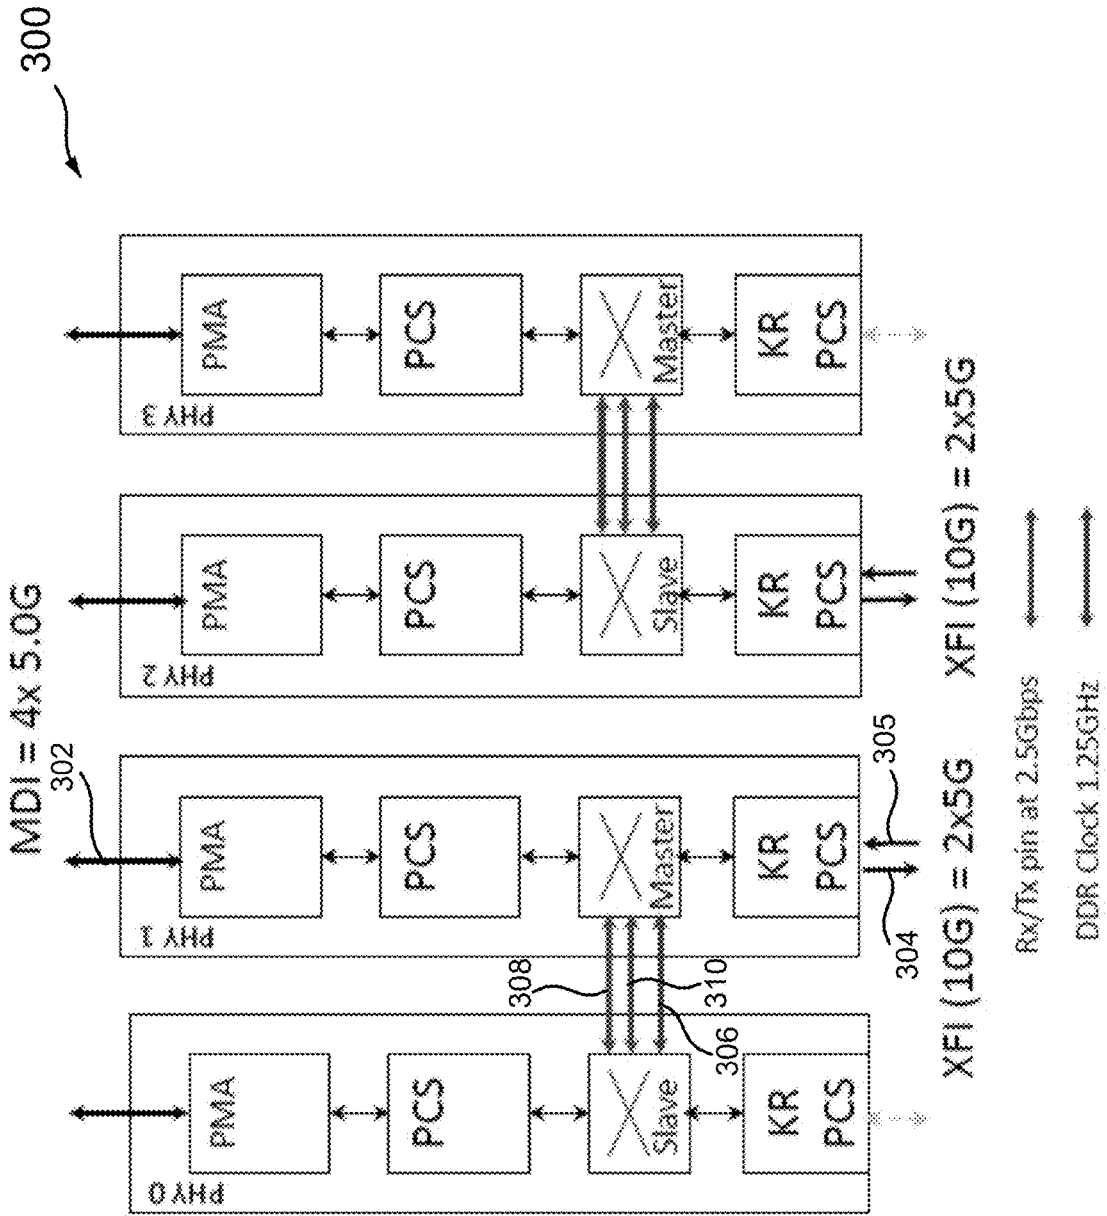 300
MDI = 4x 5.0G
302
PHY 0
PMA
PCS
Slave
KR
PCS
PHY 1
PMA
PCS
Master
KR
PCS
PHY 2
PMA
PCS
Slave
KR
PCS
PHY 3
PMA
PCS
Master
KR
PCS
308
310
306
304
305
XFI (10G) = 2x5G
XFI (10G) = 2x5G
Rx/Tx pin at 2.5Gbps
DDR Clock 1.25GHz